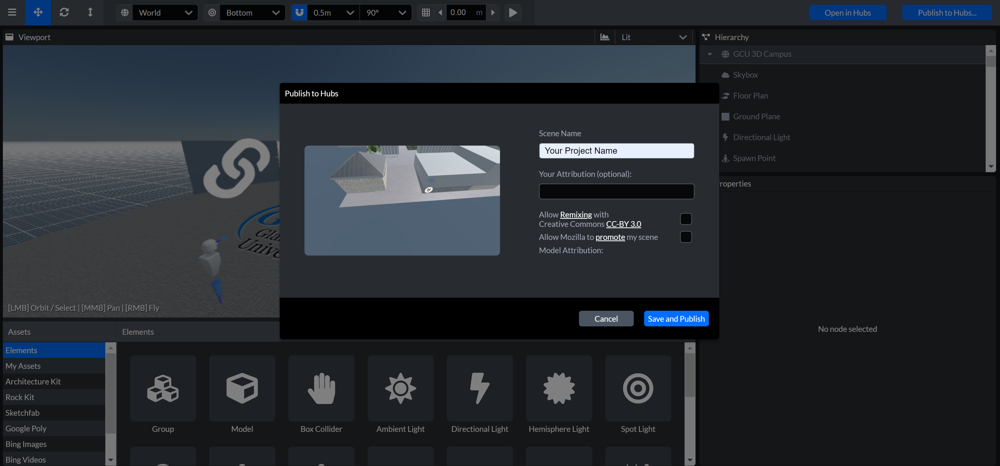 World
Bottom
0.5m
90°
0.00 m
Open in Hubs
Publish to Hubs...
Viewport
Lit
Hierarchy
GCU 3D Campus
Skybox
Floor Plan
Ground Plane
Directional Light
Spawn Point
Publish to Hubs
Scene Name
Your Project Name
Your Attribution (optional):
Allow Remixing with
Creative Commons CC-BY 3.0
Allow Mozilla to promote my scene
Model Attribution:
Cancel
Save and Publish
roperties
No node selected
Gla
Unive
[LMB] Orbit / Select | [MMB] Pan | [RMB] Fly
Assets
Elements
My Assets
Architecture Kit
Rock Kit
Sketchfab
Google Poly
Bing Images
Bing Videos
Elements
Group
Model
Box Collider
Ambient Light
Directional Light
Hemisphere Light
Spot Light